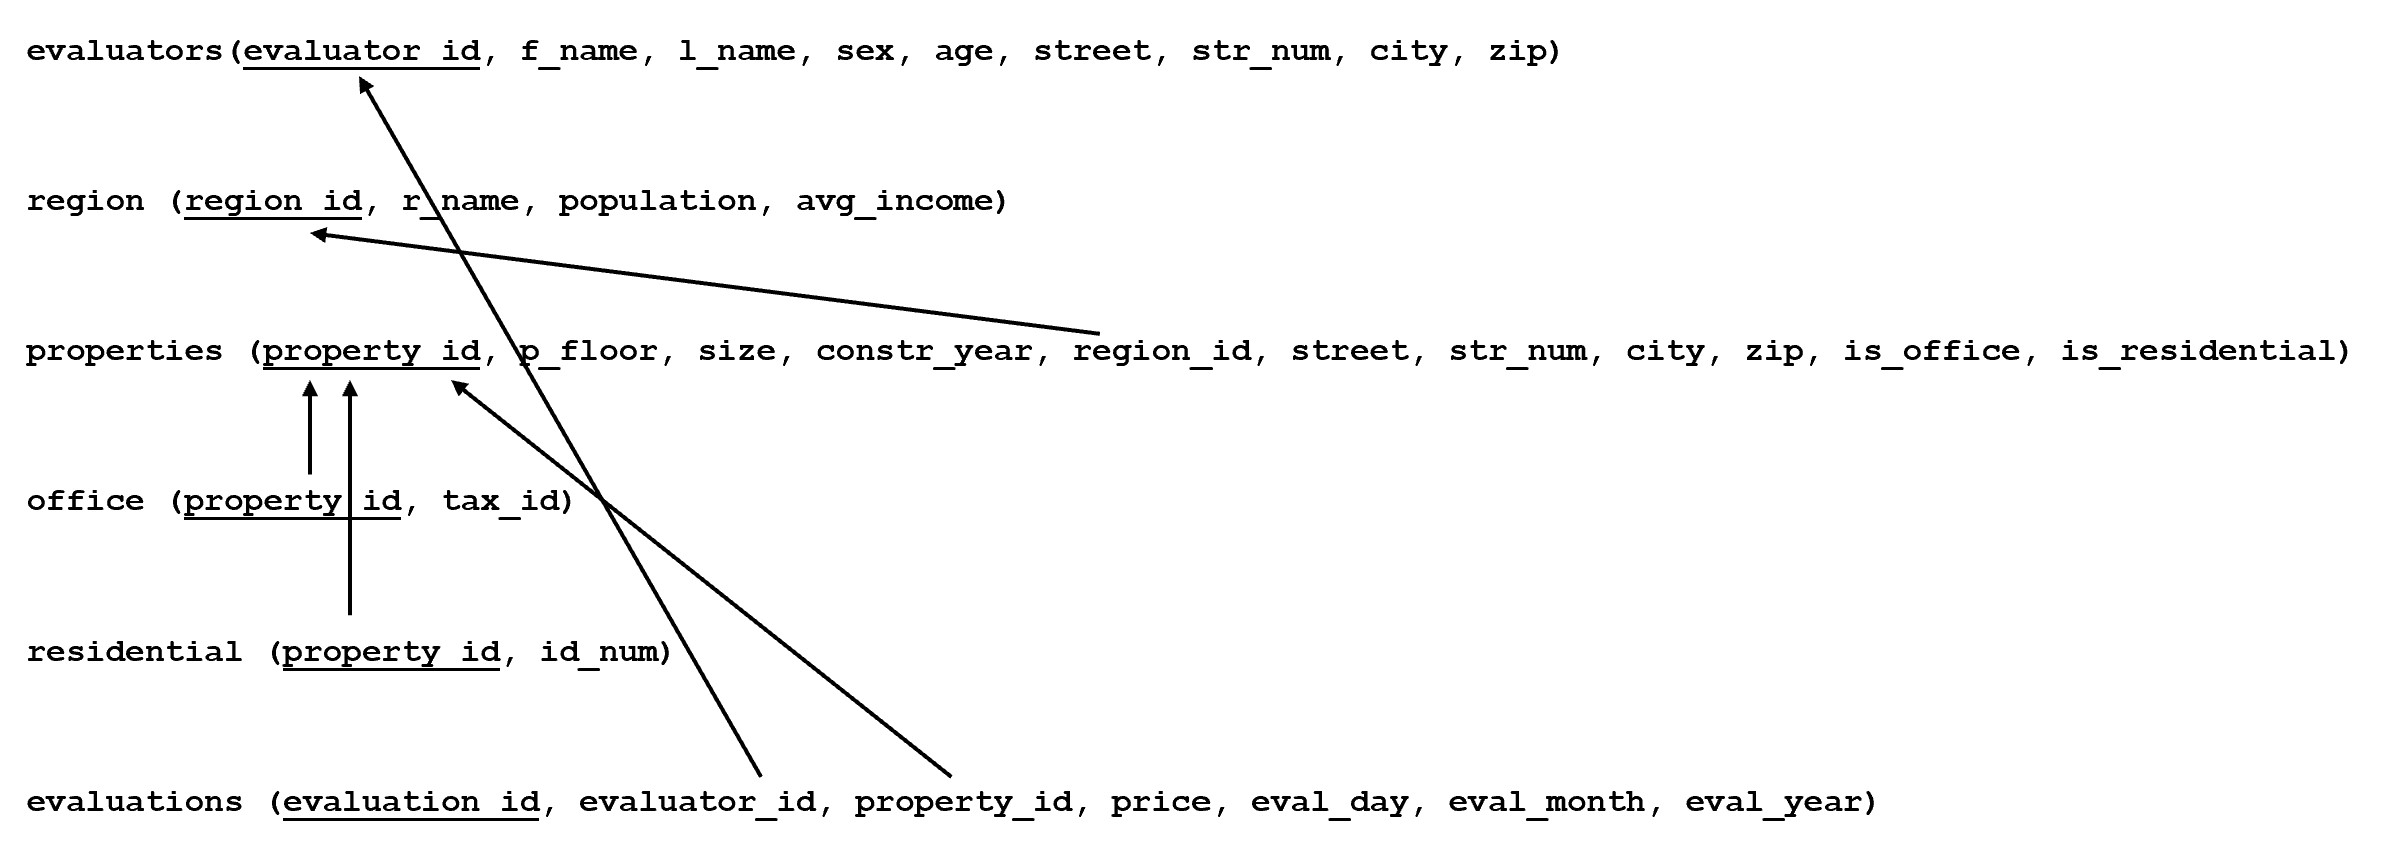 evaluators(evaluator_id, f_name, l_name, sex, age, street, str_num, city, zip)
region (region_id, r_name, population, avg_income)
properties (property_id, p_floor, size, constr_year, region_id, street, str_num, city, zip, is_office, is_residential)
office (property_id, tax_id)
residential (property_id, id_num)
evaluations (evaluation_id, evaluator_id, property_id, price, eval_day, eval_month, eval_year)